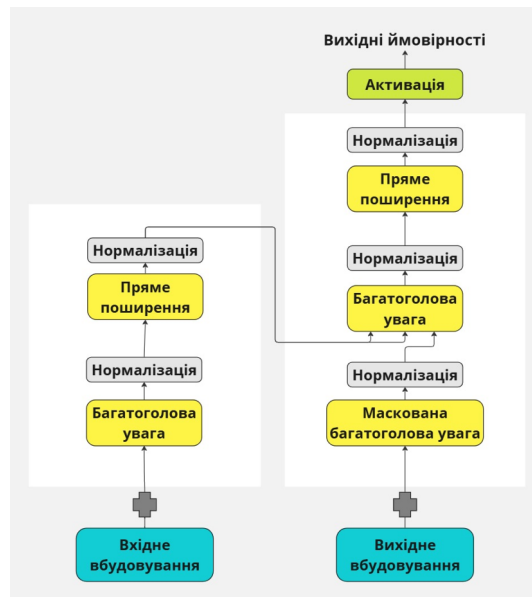 Вихідні ймовірності
Активація
Нормалізація
Пряме
поширення
Нормалізація
Багатоголова
увага
Нормалізація
Маскована
багатоголова увага
Вихідне
вбудовування
Нормалізація
Пряме
поширення
Нормалізація
Багатоголова
увага
Вхідне
вбудовування